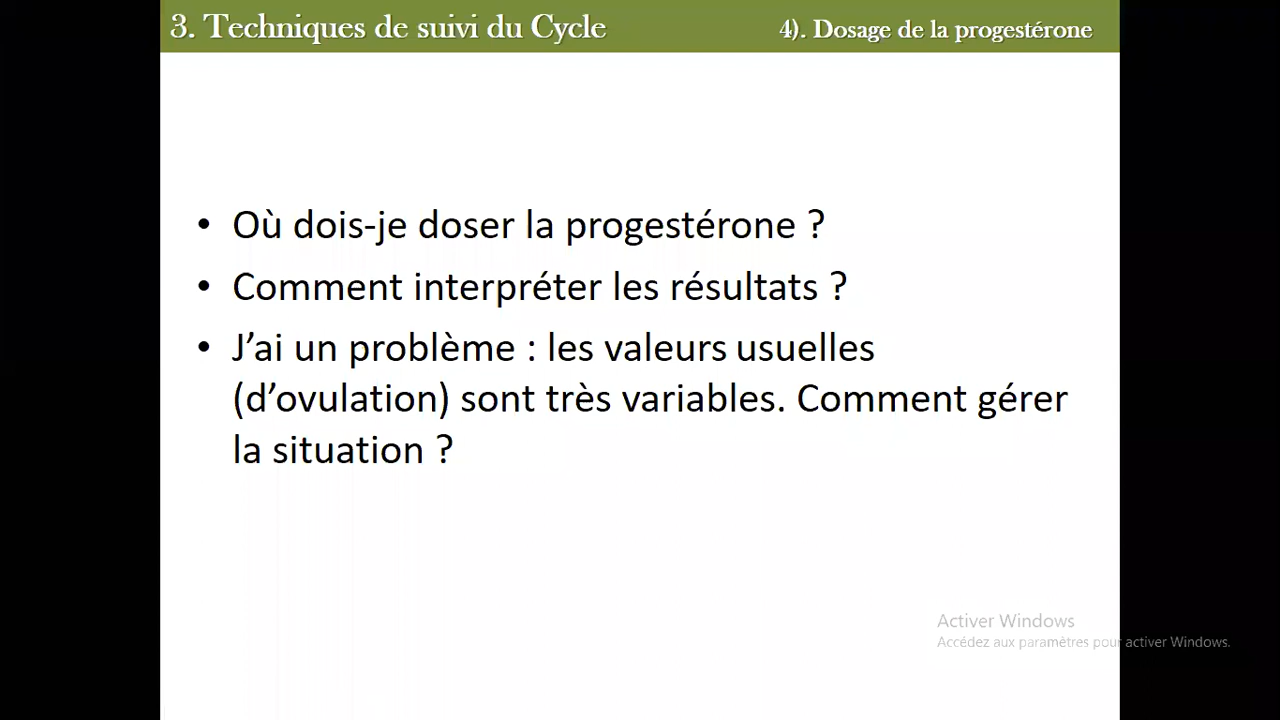 3. Techniques de suivi du Cycle
4). Dosage de la progestérone
• Où dois-je doser la progestérone ?
• Comment interpréter les résultats ?
• J’ai un problème : les valeurs usuelles
(d’ovulation) sont très variables. Comment gérer
la situation ?
Activer Windows
Accédez aux paramètres pour activer Windows.